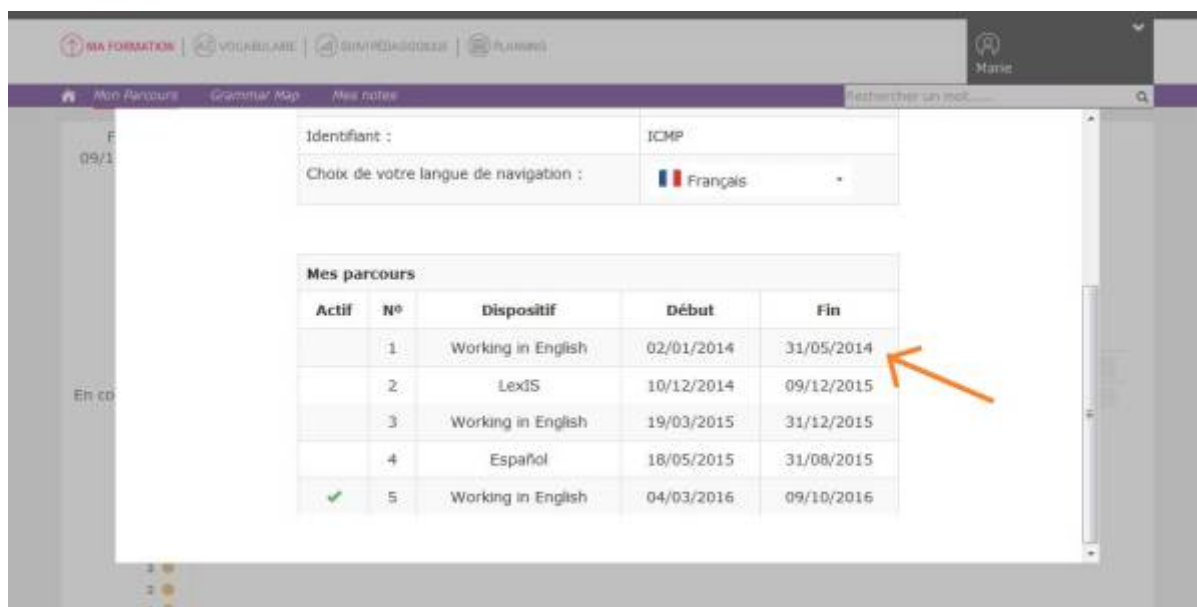 MA FORMATION | VOCABULAIRE | SUIVI PÉDAGOGIQUE | PLANNING
Marie
Mon Parcours Grammar Map Mes notes Rechercher un mot......
F
09/1
Identifiant : ICMP
Choix de votre langue de navigation : Français
Mes parcours
Actif Nº Dispositif Début Fin
1 Working in English 02/01/2014 31/05/2014
2 LexIS 10/12/2014 09/12/2015
En co
3 Working in English 19/03/2015 31/12/2015
4 Español 18/05/2015 31/08/2015
5 Working in English 04/03/2016 09/10/2016